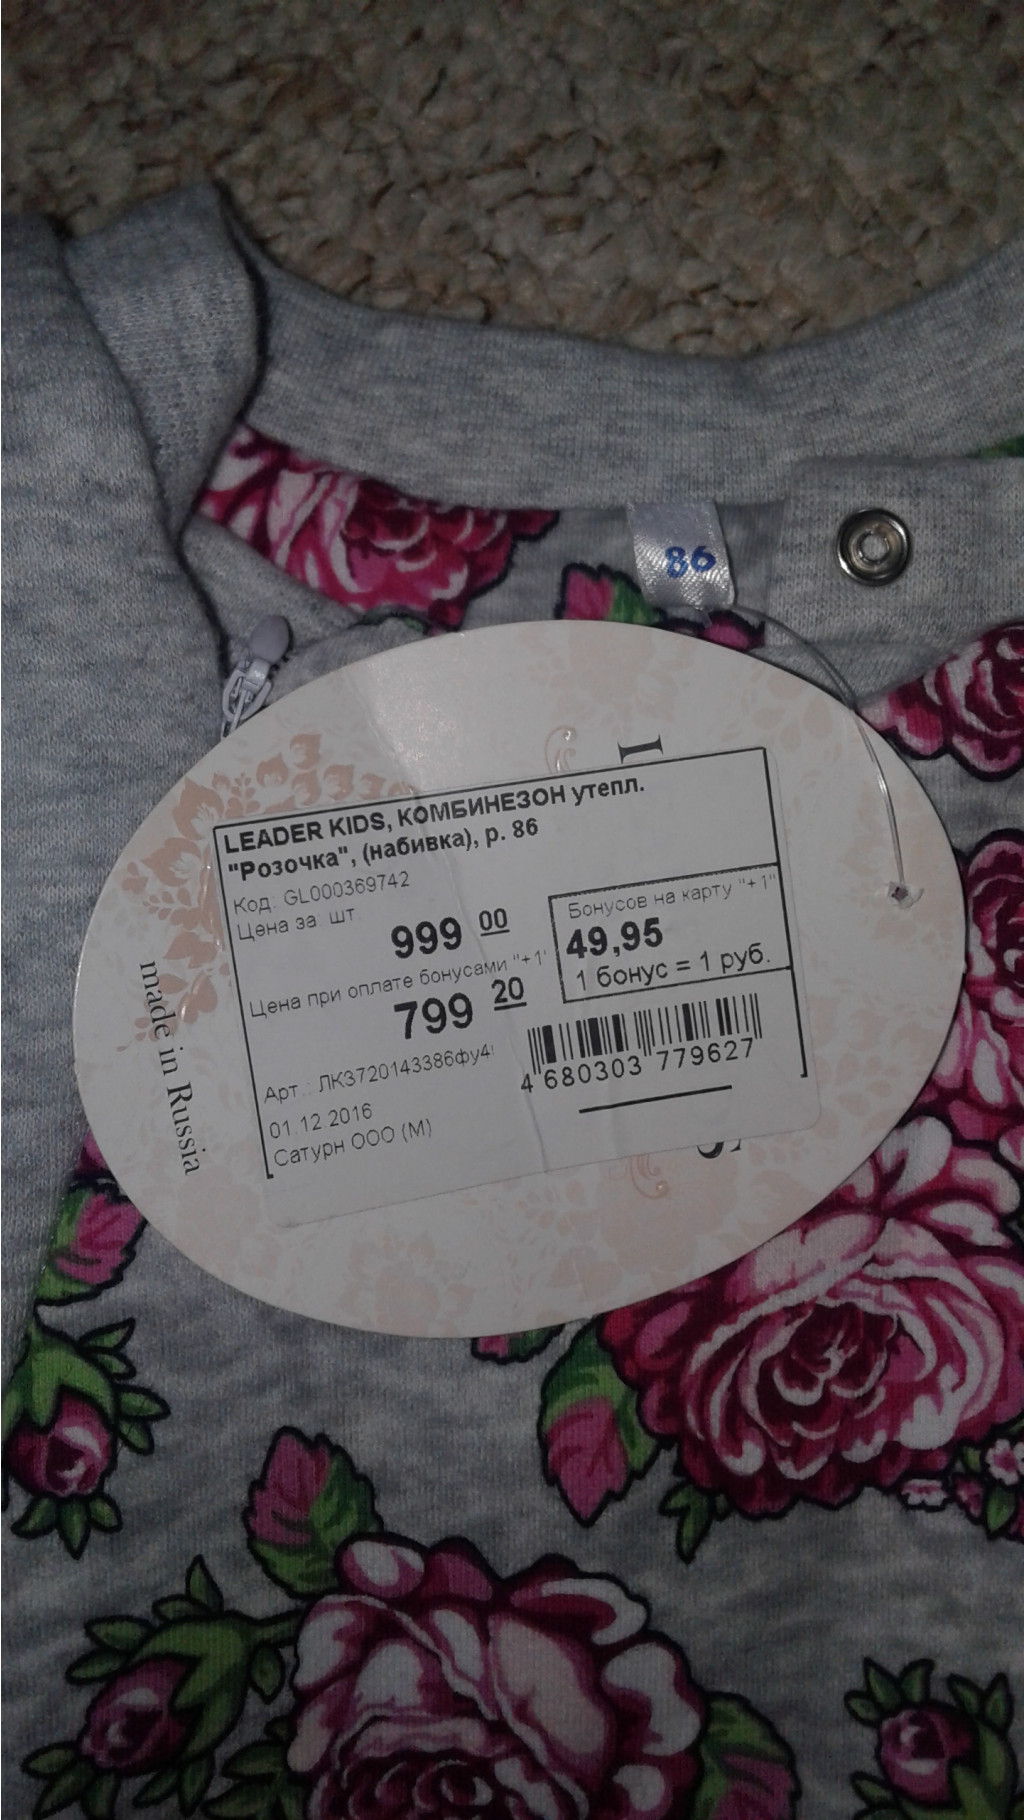 86
LEADER KIDS, КОМБИНЕЗОН утепл.
"Розочка", (набивка), р. 86
Код: GL000369742
Цена за шт.
999 00
Бонусов на карту "+1"
49,95
1 бонус = 1 руб.
Цена при оплате бонусами "+1"
799 20
4 680303 779627
Арт.: ЛК3720143386фу4
01.12.2016
Сатурн ООО (М)
made in Russia